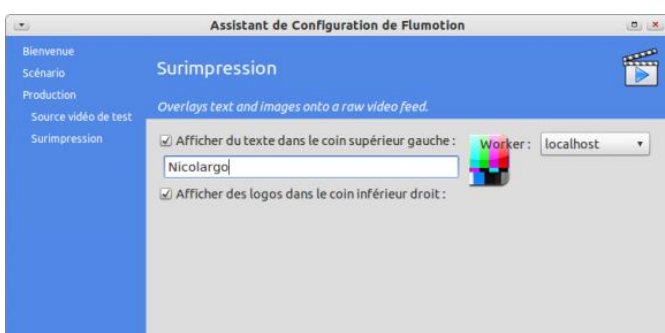 Assistant de Configuration de Flumotion
Bienvenue
Scénario
Production
Source vidéo de test
Surimpression
Surimpression
Overlays text and images onto a raw video feed.
Afficher du texte dans le coin supérieur gauche :
Worker :
localhost
Nicolargo
Afficher des logos dans le coin inférieur droit :